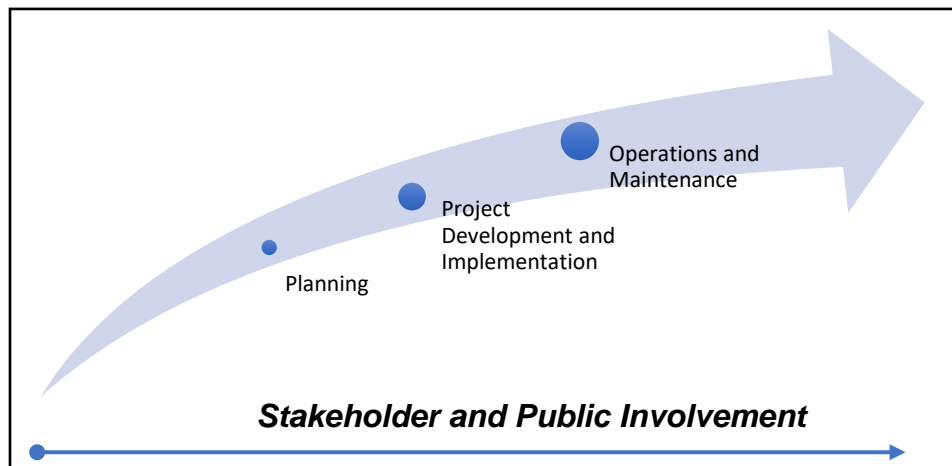 Planning
Project
Development and
Implementation
Operations and
Maintenance
Stakeholder and Public Involvement